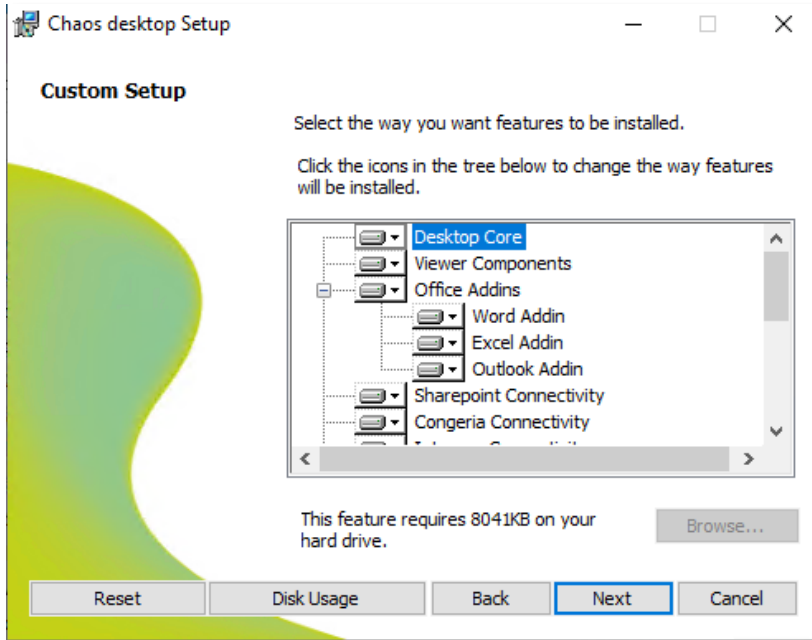 Chaos desktop Setup
Custom Setup
Select the way you want features to be installed.
Click the icons in the tree below to change the way features
will be installed.
Desktop Core
Viewer Components
Office Addins
Word Addin
Excel Addin
Outlook Addin
Sharepoint Connectivity
Congeria Connectivity
This feature requires 8041KB on your
hard drive.
Browse...
Reset
Disk Usage
Back
Next
Cancel